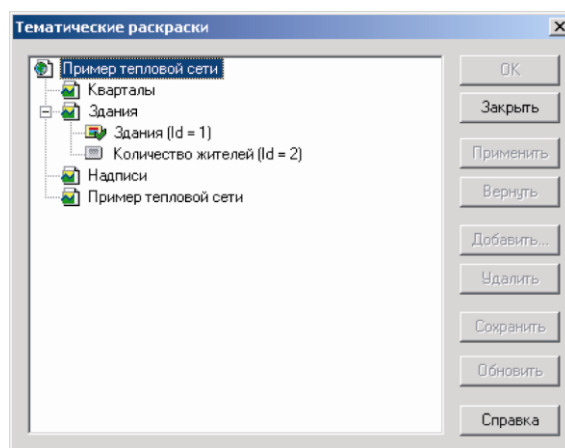 Тематические раскраски
Пример тепловой сети
Кварталы
Здания
Здания (Id = 1)
Количество жителей (Id = 2)
Надписи
Пример тепловой сети
OK
Закрыть
Применить
Вернуть
Добавить...
Удалить
Сохранить
Обновить
Справка